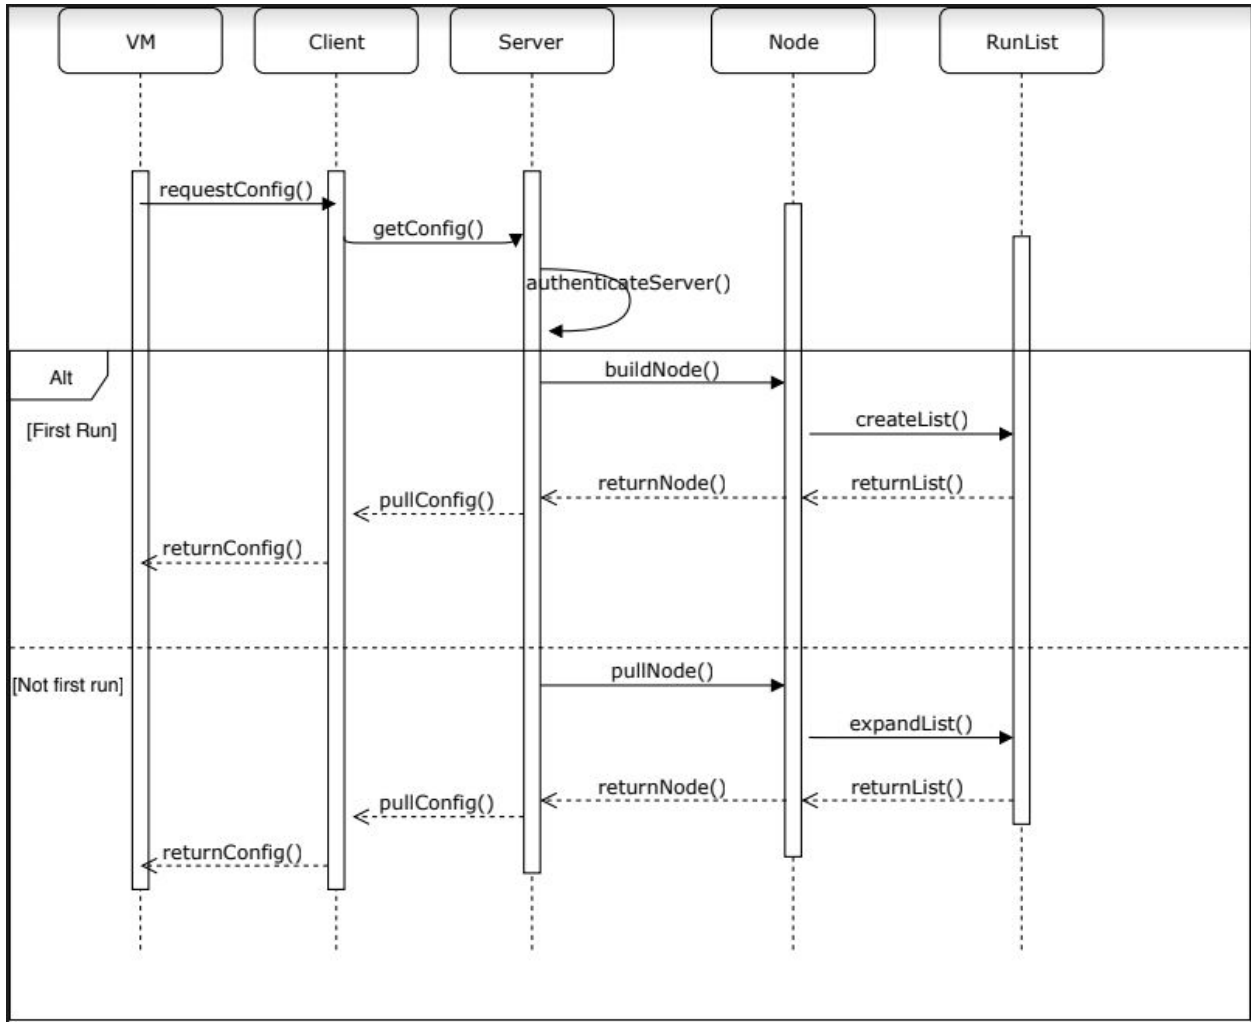 VM
Client
Server
Node
RunList
requestConfig()
getConfig()
authenticateServer()
Alt
buildNode()
[First Run]
createList()
returnNode()
returnList()
pullConfig()
returnConfig()
[Not first run]
pullNode()
expandList()
returnNode()
returnList()
pullConfig()
returnConfig()